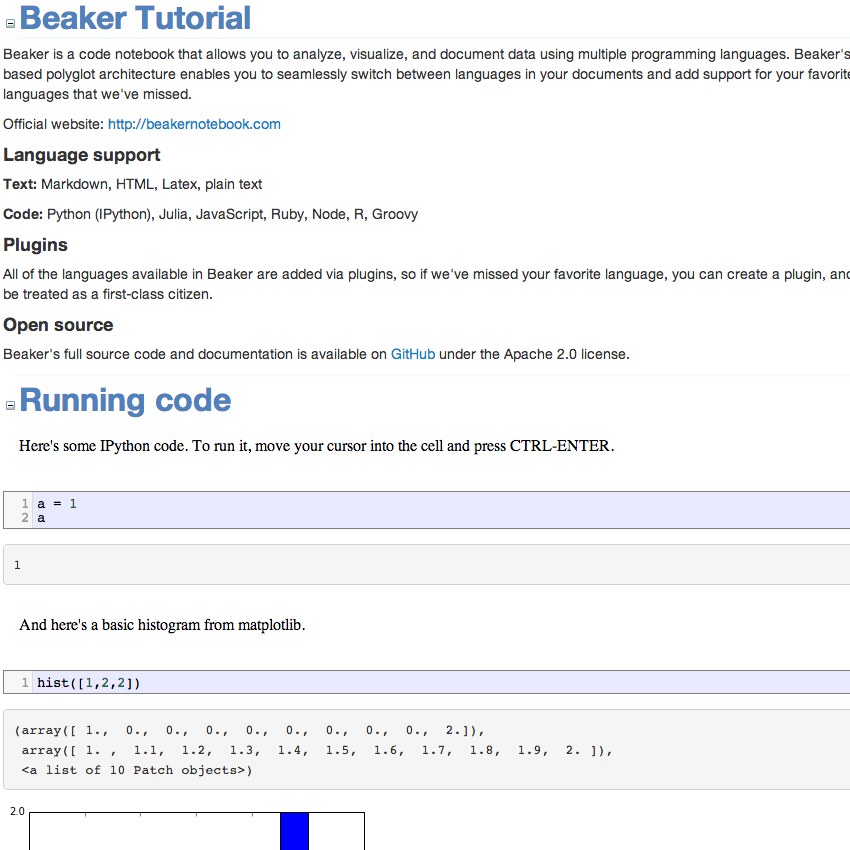 Beaker Tutorial
Beaker is a code notebook that allows you to analyze, visualize, and document data using multiple programming languages. Beaker's
based polyglot architecture enables you to seamlessly switch between languages in your documents and add support for your favorite
languages that we've missed.
Official website: http://beakernotebook.com
Language support
Text: Markdown, HTML, Latex, plain text
Code: Python (IPython), Julia, JavaScript, Ruby, Node, R, Groovy
Plugins
All of the languages available in Beaker are added via plugins, so if we've missed your favorite language, you can create a plugin, and
be treated as a first-class citizen.
Open source
Beaker's full source code and documentation is available on GitHub under the Apache 2.0 license.
Running code
Here's some IPython code. To run it, move your cursor into the cell and press CTRL-ENTER.
1 a = 1
2 a
1
And here's a basic histogram from matplotlib.
1 hist([1,2,2])
(array([ 1.,  0.,  0.,  0.,  0.,  0.,  0.,  0.,  0.,  2.]),
array([ 1. ,  1.1,  1.2,  1.3,  1.4,  1.5,  1.6,  1.7,  1.8,  1.9,  2. ]),
<a list of 10 Patch objects>)
2.0